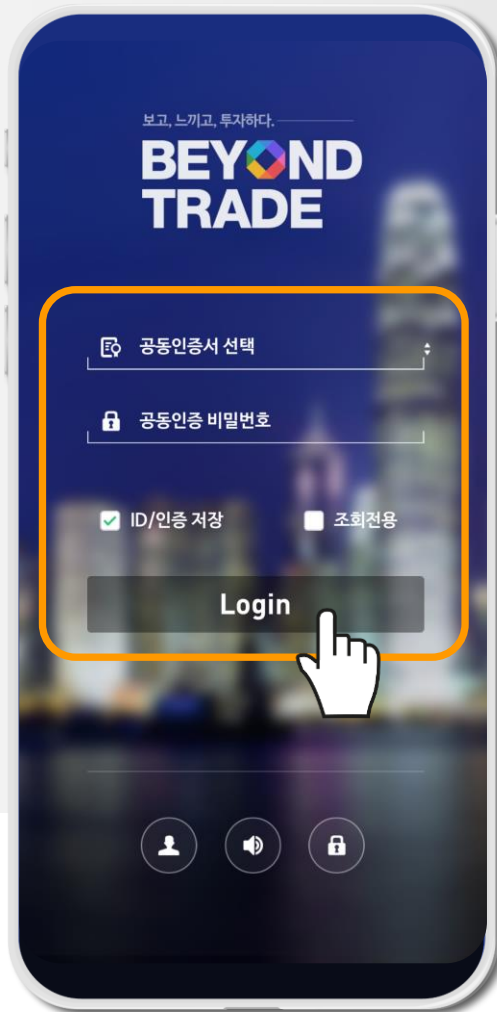 보고, 느끼고, 투자하다.
BEYOND
TRADE
공동인증서 선택
공동인증 비밀번호
ID/인증 저장 조회전용
Login